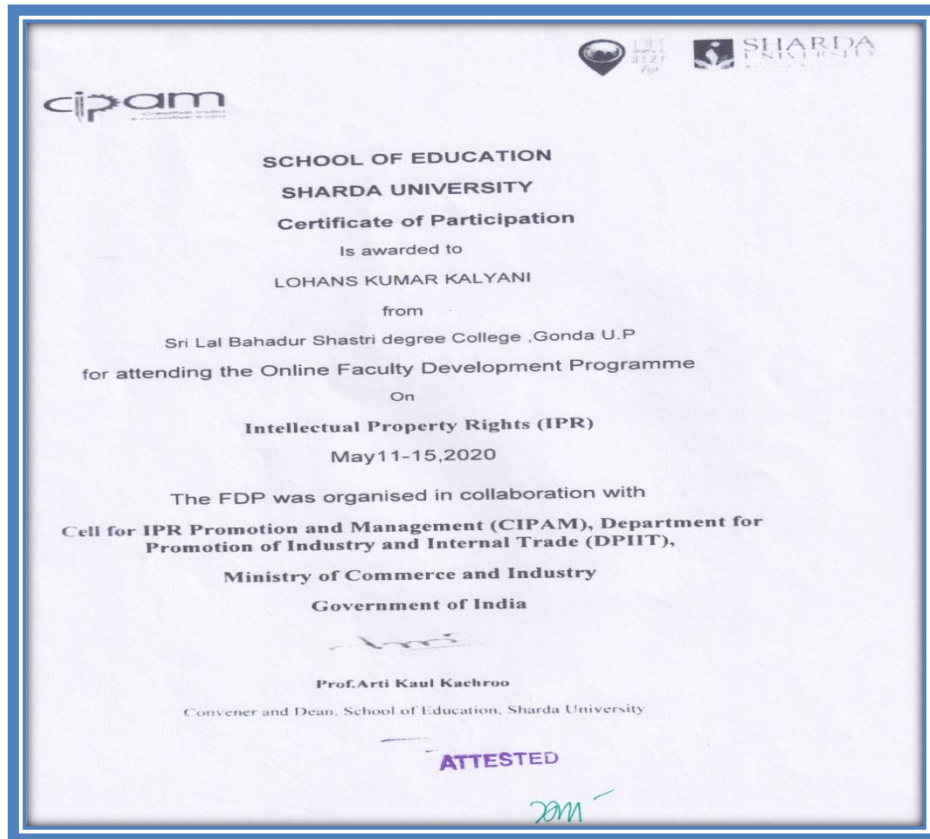 SHARDA
UNIVERSITY
cipam
SCHOOL OF EDUCATION
SHARDA UNIVERSITY
Certificate of Participation
Is awarded to
LOHANS KUMAR KALYANI
from
Sri Lal Bahadur Shastri degree College ,Gonda U.P
for attending the Online Faculty Development Programme
On
Intellectual Property Rights (IPR)
May11-15,2020
The FDP was organised in collaboration with
Cell for IPR Promotion and Management (CIPAM), Department for
Promotion of Industry and Internal Trade (DPIIT),
Ministry of Commerce and Industry
Government of India
Prof.Arti Kaul Kachroo
Convener and Dean, School of Education, Sharda University
ATTESTED